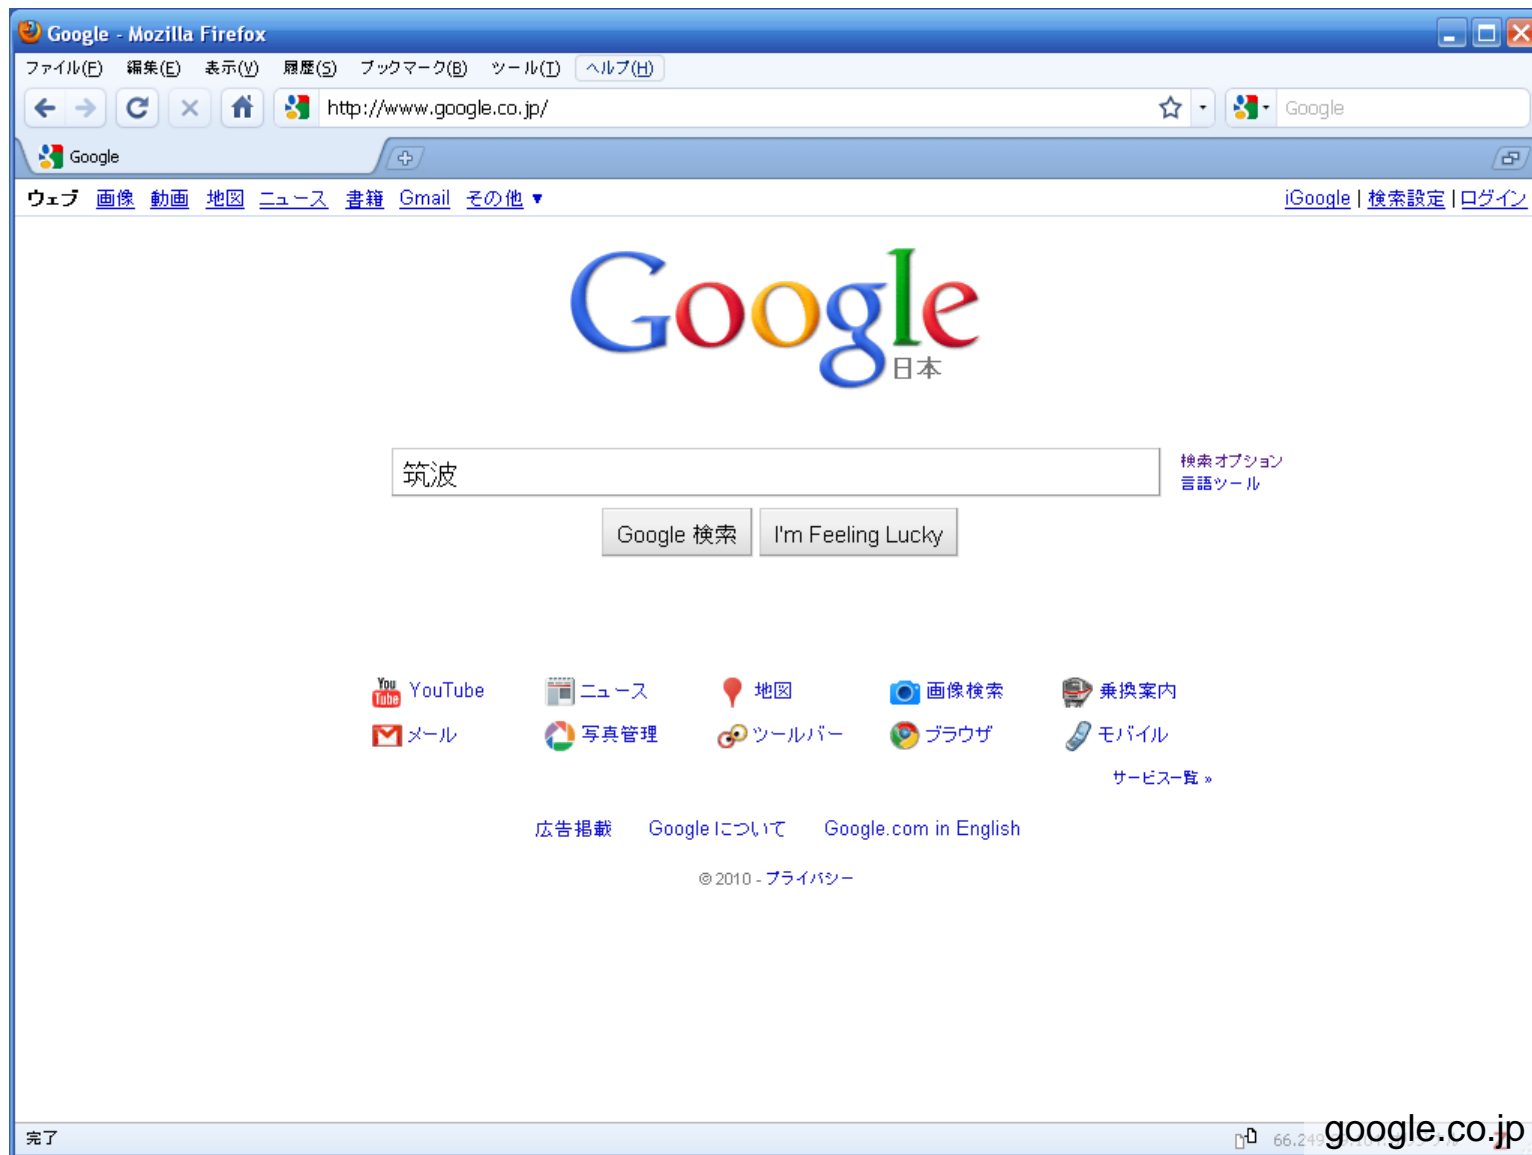 Google - Mozilla Firefox
ファイル(F) 編集(E) 表示(V) 履歴(S) ブックマーク(B) ツール(T) ヘルプ(H)
http://www.google.co.jp/ Google
Google
ウェブ 画像 動画 地図 ニュース 書籍 Gmail その他 ▼ iGoogle | 検索設定 | ログイン
Google
日本
筑波
検索オプション
言語ツール
Google 検索 I'm Feeling Lucky
YouTube ニュース 地図 画像検索 乗換案内
メール 写真管理 ツールバー ブラウザ モバイル
サービス一覧 »
広告掲載 Google について Google.com in English
© 2010 - プライバシー
完了
google.co.jp